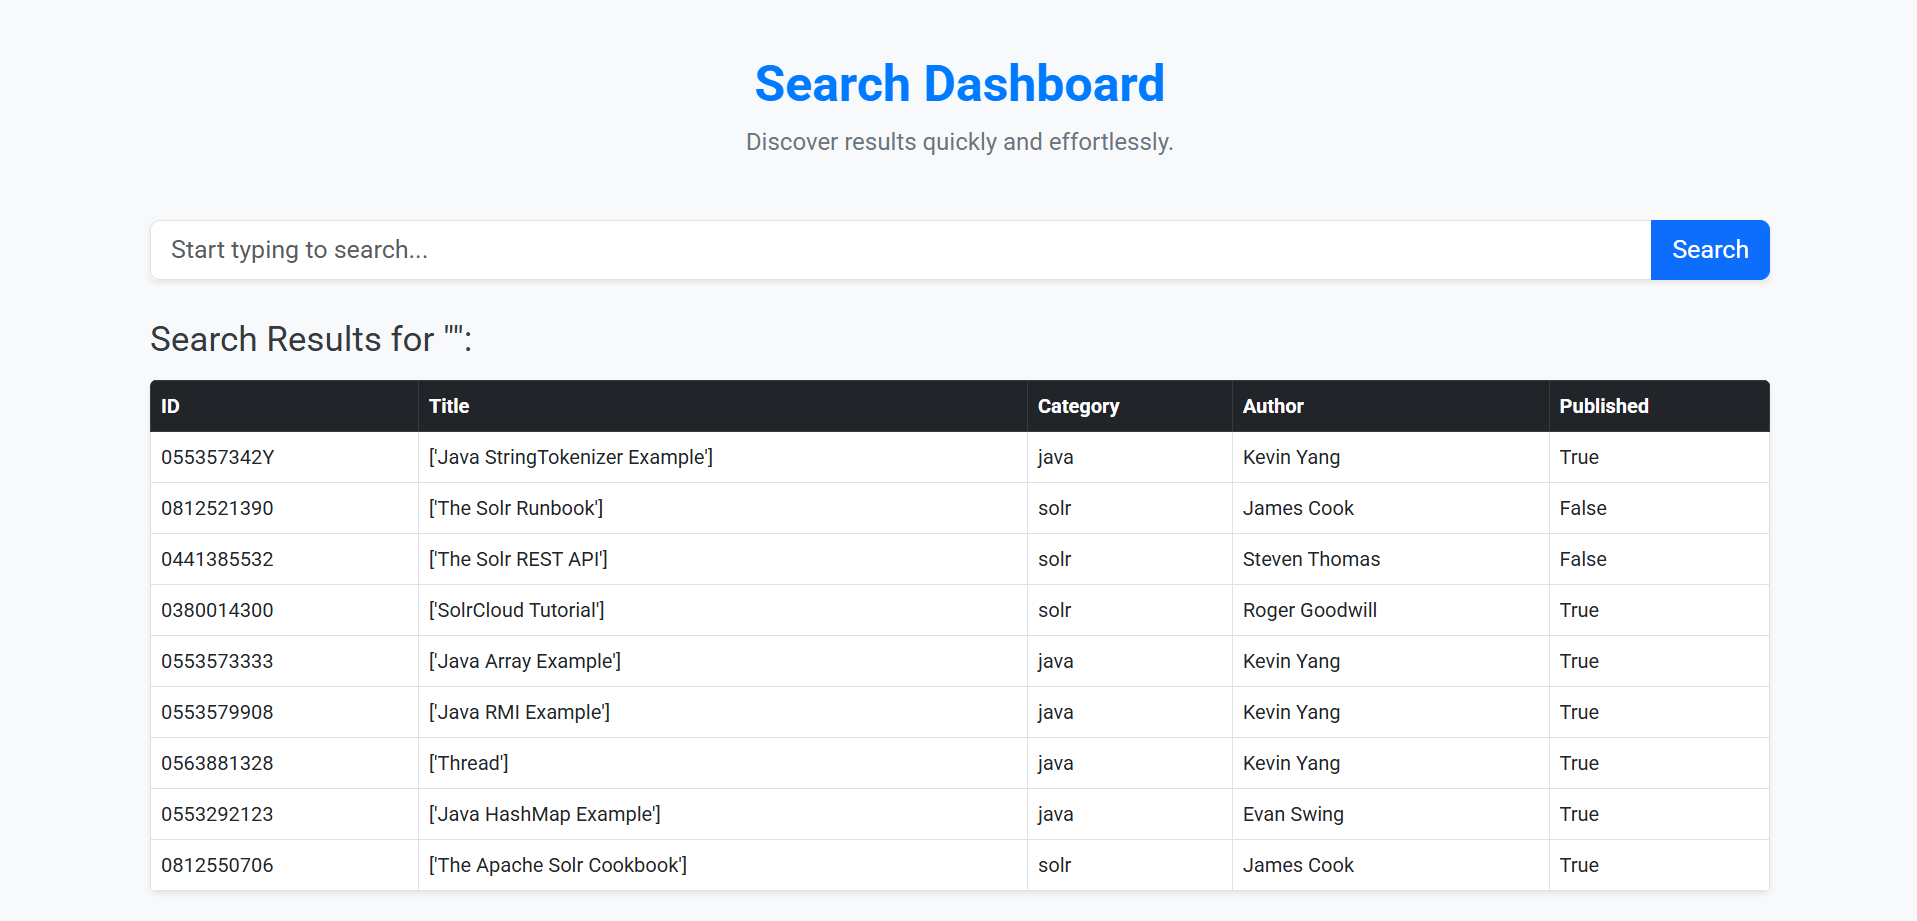 Search Dashboard
Discover results quickly and effortlessly.
Start typing to search...
Search
Search Results for "":
ID Title Category Author Published
055357342Y ['Java StringTokenizer Example'] java Kevin Yang True
0812521390 ['The Solr Runbook'] solr James Cook False
0441385532 ['The Solr REST API'] solr Steven Thomas False
0380014300 ['SolrCloud Tutorial'] solr Roger Goodwill True
0553573333 ['Java Array Example'] java Kevin Yang True
0553579908 ['Java RMI Example'] java Kevin Yang True
0563881328 ['Thread'] java Kevin Yang True
0553292123 ['Java HashMap Example'] java Evan Swing True
0812550706 ['The Apache Solr Cookbook'] solr James Cook True